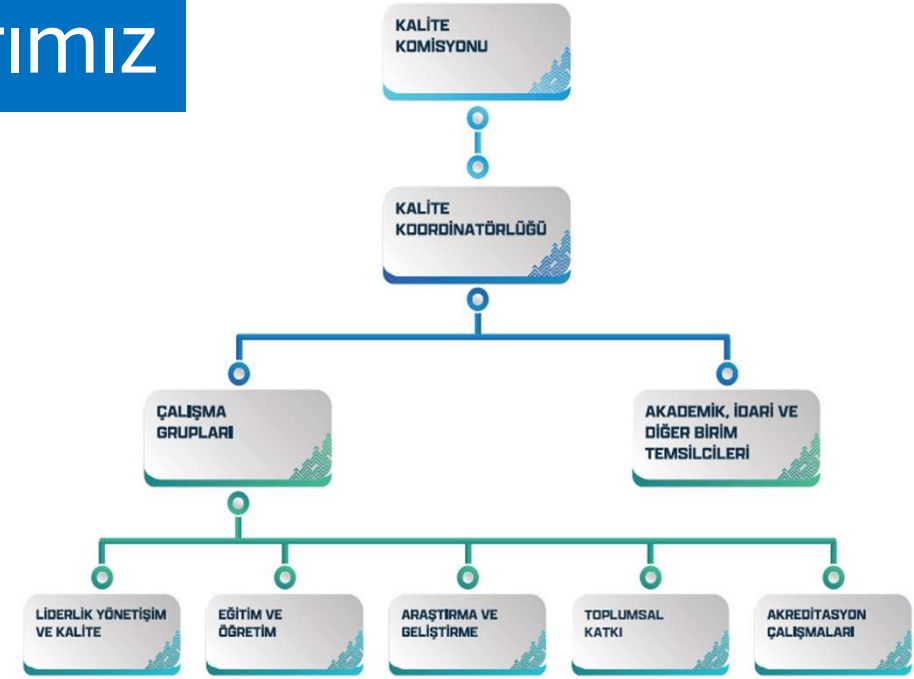 rımız
KALİTE
KOMİSYONU
KALİTE
KOORDİNATÖRLÜĞÜ
ÇALIŞMA
GRUPLARI
AKADEMİK, İDARİ VE
DİĞER BİRİM
TEMSİLCİLERİ
LİDERLİK YÖNETİŞİM
VE KALİTE
EĞİTİM VE
ÖĞRETİM
ARAŞTIRMA VE
GELİŞTİRME
TOPLUMSAL
KATKI
AKREDİTASYON
ÇALIŞMALARI